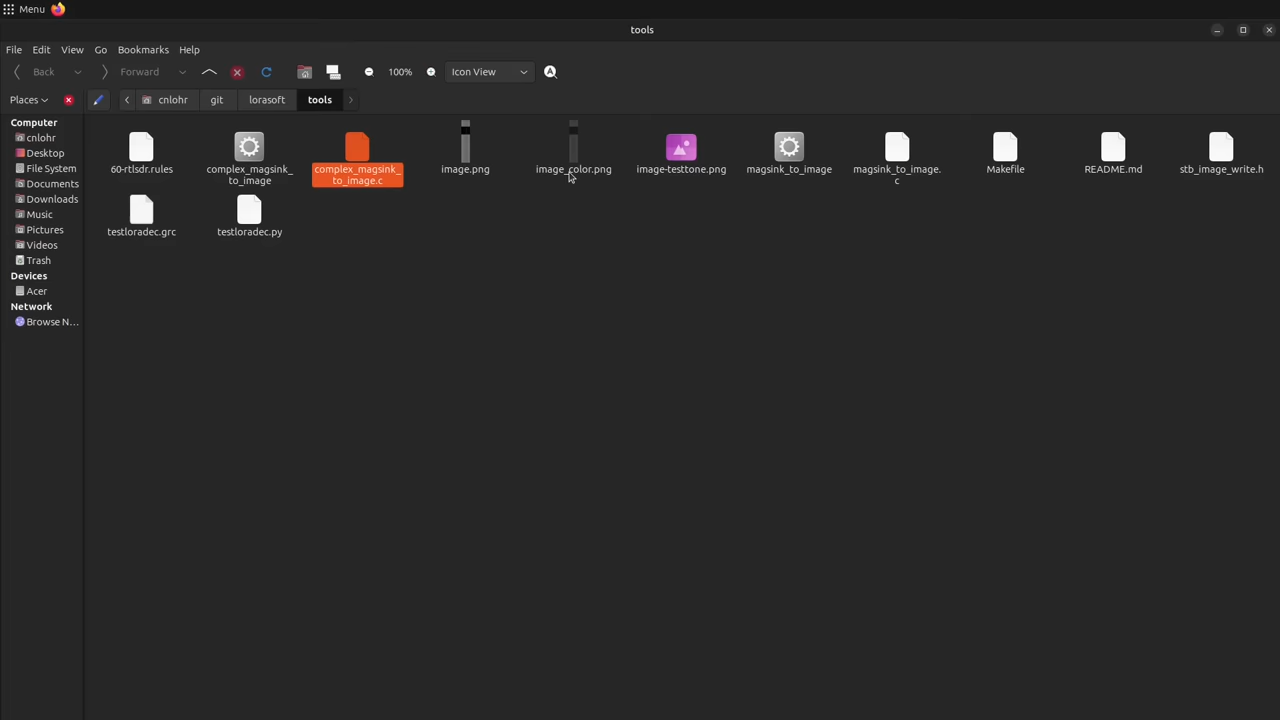 Menu
tools
File Edit View Go Bookmarks Help
Back Forward 100% Icon View A
Places cnlohr git lorasoft tools
Computer
cnlohr
Desktop
File System
Documents
Downloads
Music
Pictures
Videos
Trash
Devices
Acer
Network
Browse N...
60-rtlsdr.rules
complex_magsink_
to_image
complex_magsink_
to_image.c
image.png
image_color.png
image-testtone.png
magsink_to_image
magsink_to_image.
c
Makefile
README.md
stb_image_write.h
testloradec.grc
testloradec.py